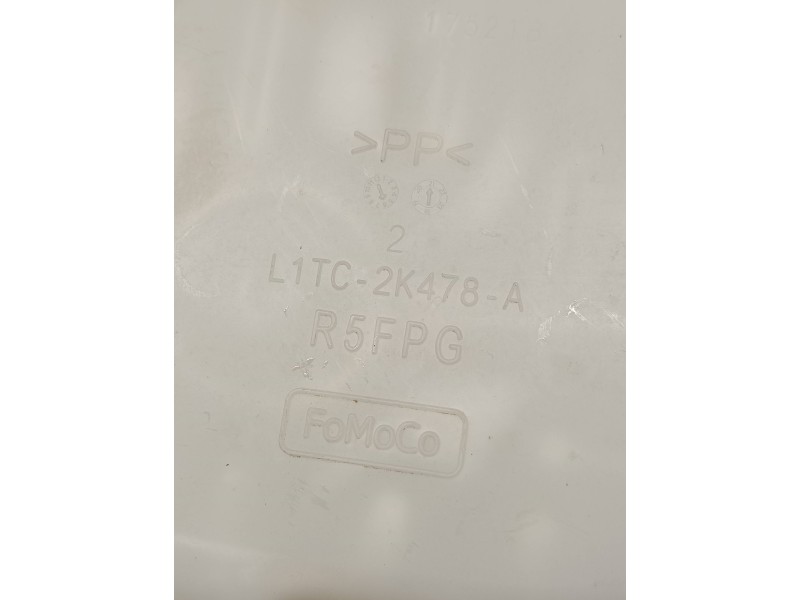 >PP<
2
L1TC-2K478-A
R5FPG
FoMoCo